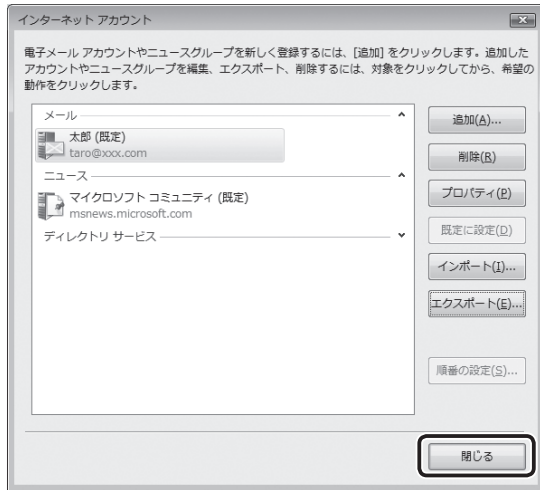 インターネット アカウント
電子メール アカウントやニュースグループを新しく登録するには、[追加] をクリックします。追加した
アカウントやニュースグループを編集、エクスポート、削除するには、対象をクリックしてから、希望の
動作をクリックします。
メール
太郎 (既定)
taro@xxx.com
ニュース
マイクロソフト コミュニティ (既定)
msnews.microsoft.com
ディレクトリ サービス
追加(A)...
削除(R)
プロパティ(P)
既定に設定(D)
インポート(I)...
エクスポート(E)...
順番の設定(S)...
閉じる